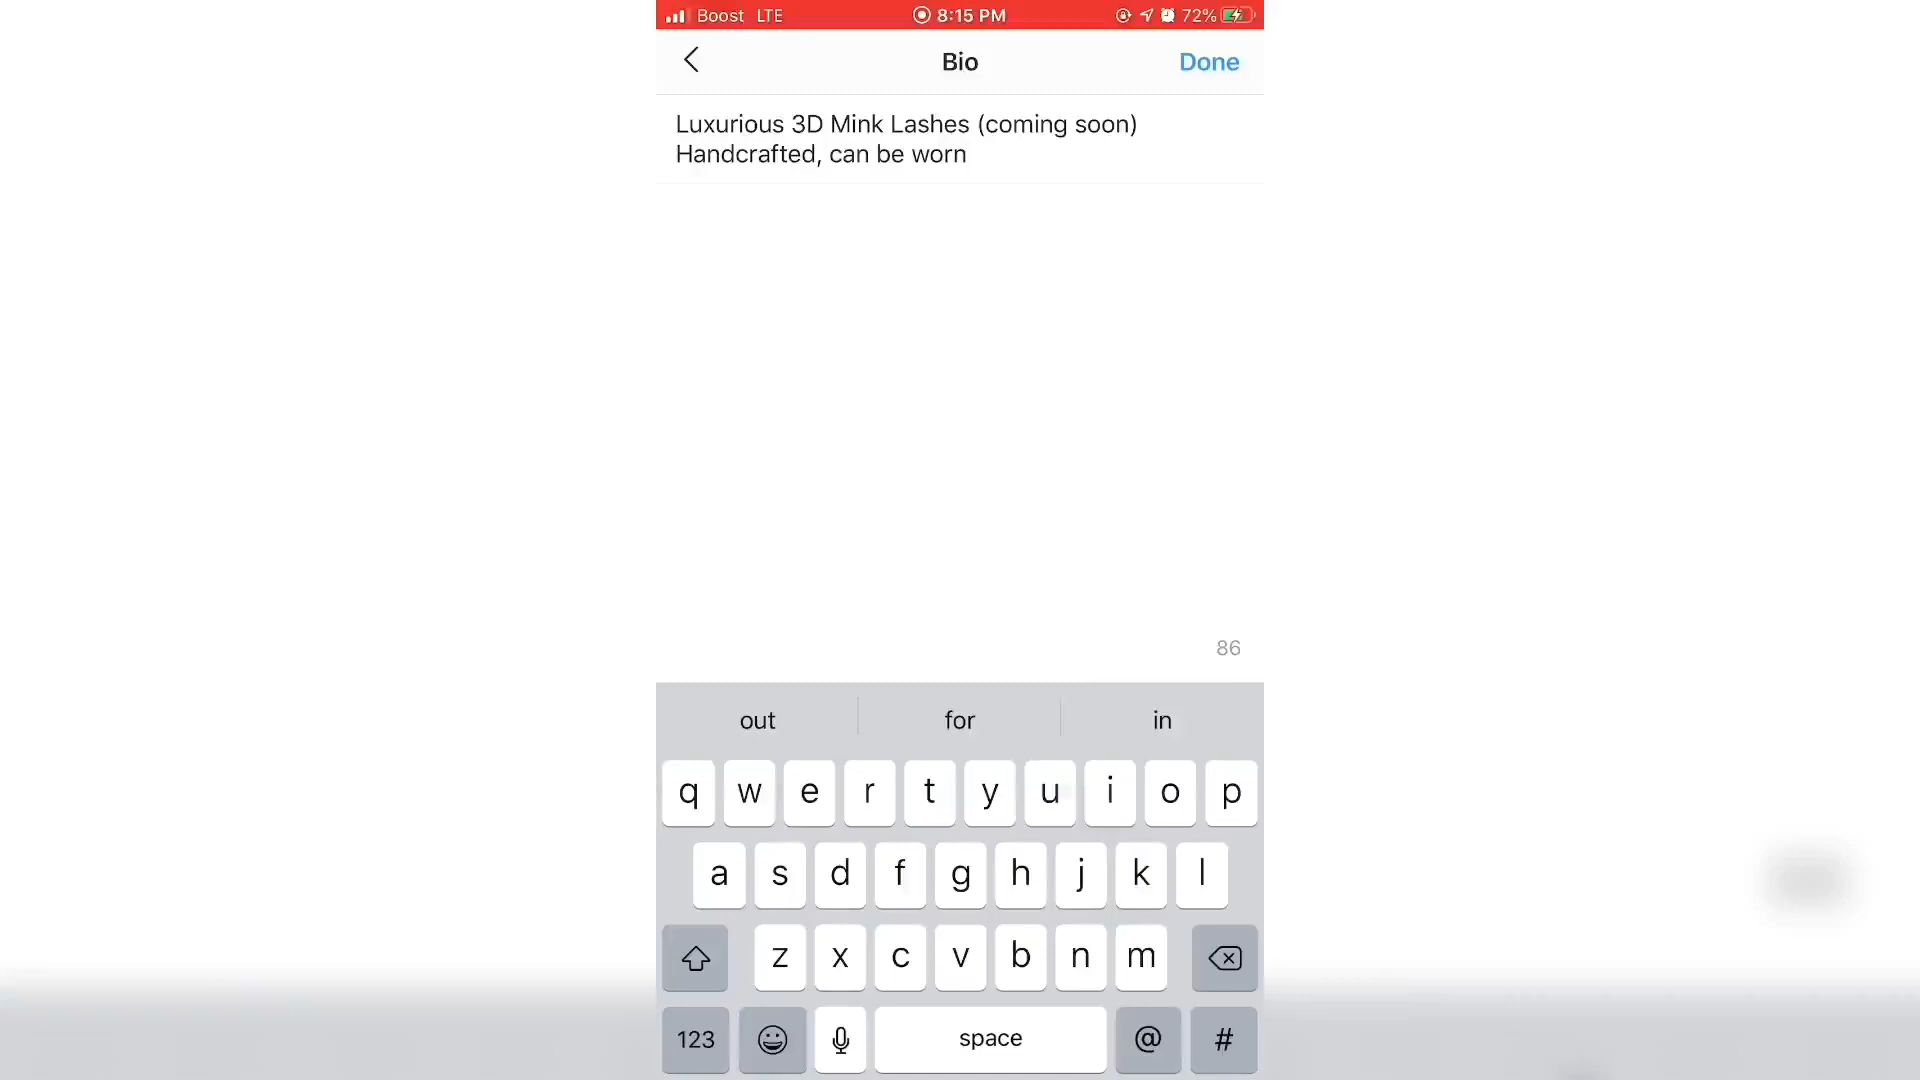 Boost LTE 8:15 PM 72%
Bio Done
Luxurious 3D Mink Lashes (coming soon)
Handcrafted, can be worn
86
out for in
q w e r t y u i o p
a s d f g h j k l
z x c v b n m
123 space @ #